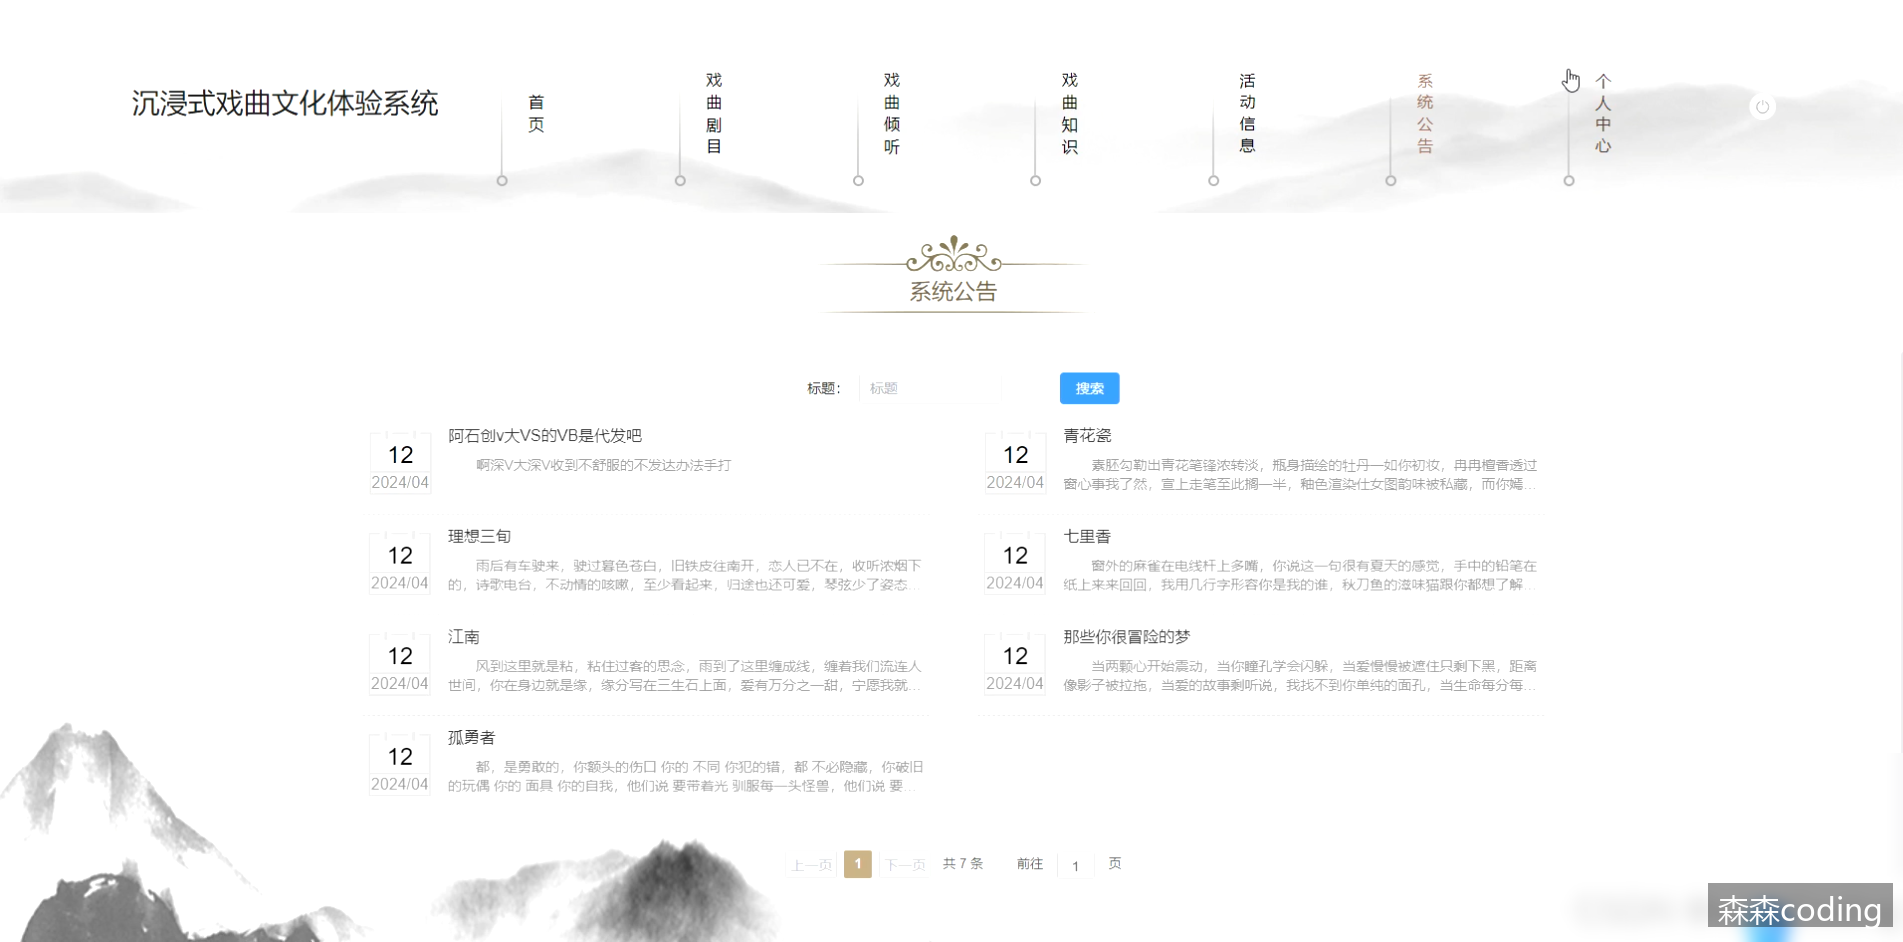 沉浸式戏曲文化体验系统
首页
戏曲剧目
戏曲倾听
戏曲知识
活动信息
系统公告
个人中心
系统公告
标题：
标题
搜索
12
2024/04
阿石创v大VS的VB是代发吧
啊深V大深V收到不舒服的不发达办法手打
12
2024/04
青花瓷
素胚勾勒出青花笔锋浓转淡，瓶身描绘的牡丹一如你初妆，冉冉檀香透过
窗心事我了然，宣上走笔至此搁一半，釉色渲染仕女图韵味被私藏，而你嫣...
12
2024/04
理想三旬
雨后有车驶来，驶过暮色苍白，旧铁皮往南开，恋人已不在，收听浓烟下
的，诗歌电台，不动情的咳嗽，至少看起来，归途也还可爱，琴弦少了姿态...
12
2024/04
七里香
窗外的麻雀在电线杆上多嘴，你说这一句很有夏天的感觉，手中的铅笔在
纸上来来回回，我用几行字形容你是我的谁，秋刀鱼的滋味猫跟你都想了解...
12
2024/04
江南
风到这里就是粘，粘住过客的思念，雨到了这里缠成线，缠着我们流连人
世间，你在身边就是缘，缘分写在三生石上面，爱有万分之一甜，宁愿我就...
12
2024/04
那些你很冒险的梦
当两颗心开始震动，当你瞳孔学会闪躲，当爱慢慢被遮住只剩下黑，距离
像影子被拉拖，当爱的故事剩听说，我找不到你单纯的面孔，当生命每分每...
12
2024/04
孤勇者
都，是勇敢的，你额头的伤口 你的 不同 你犯的错，都 不必隐藏，你破旧
的玩偶 你的 面具 你的自我，他们说 要带着光 驯服每一头怪兽，他们说 要...
上一页
1
下一页
共 7 条
前往
1
页
森森coding